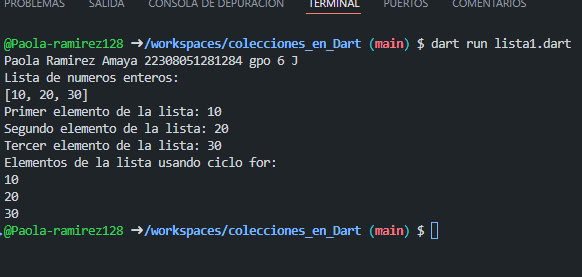 PROBLEMAS SALIDA CONSOLA DE DEPURACIÓN TERMINAL PUERTOS COMENTARIOS
@Paola-ramirez128 ➜/workspaces/colecciones_en_Dart (main) $ dart run lista1.dart
Paola Ramirez Amaya 22308051281284 gpo 6 J
Lista de numeros enteros:
[10, 20, 30]
Primer elemento de la lista: 10
Segundo elemento de la lista: 20
Tercer elemento de la lista: 30
Elementos de la lista usando ciclo for:
10
20
30
@Paola-ramirez128 ➜/workspaces/colecciones_en_Dart (main) $